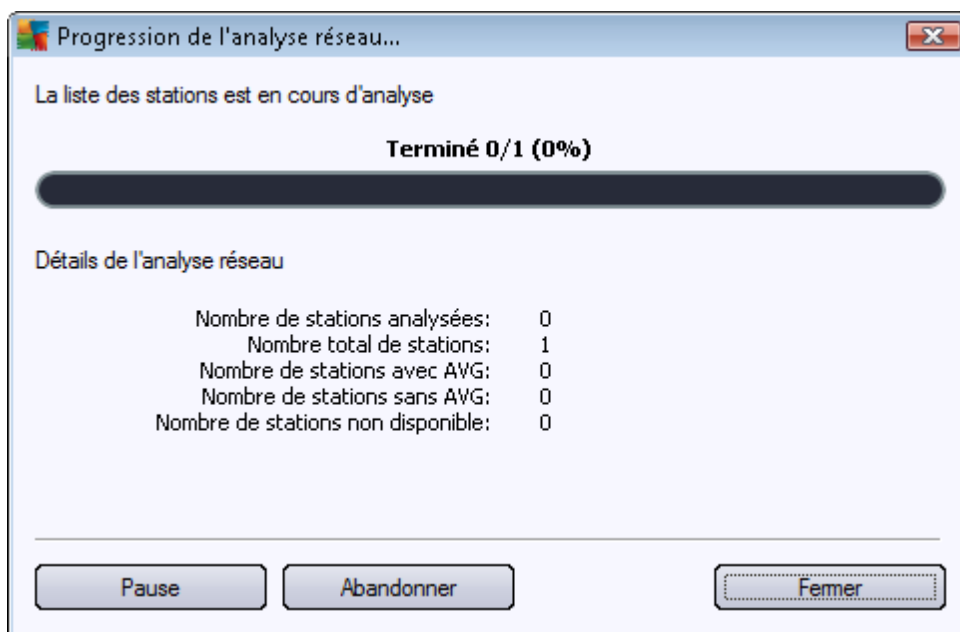 Progression de l'analyse réseau...
La liste des stations est en cours d'analyse
Terminé 0/1 (0%)
Détails de l'analyse réseau
Nombre de stations analysées: 0
Nombre total de stations: 1
Nombre de stations avec AVG: 0
Nombre de stations sans AVG: 0
Nombre de stations non disponible: 0
Pause Abandonner Fermer